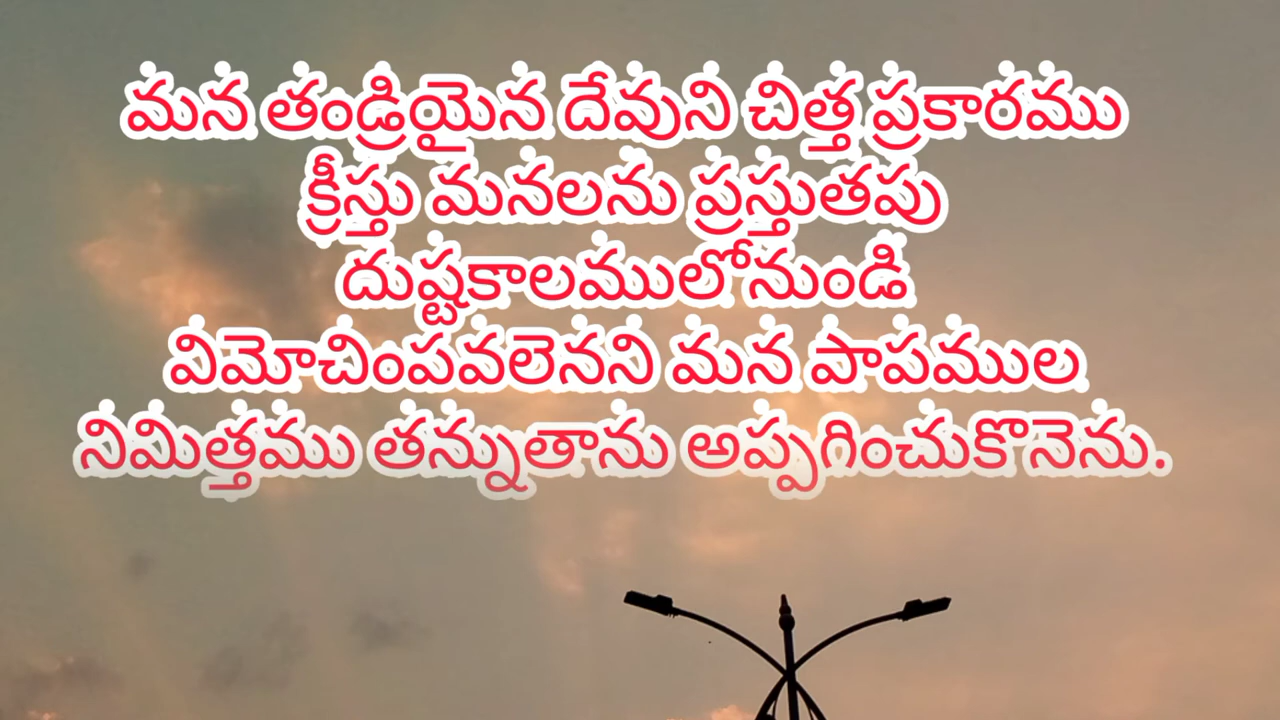 మన తండ్రియైన దేవుని చిత్త ప్రకారము
క్రీస్తు మనలను ప్రస్తుతపు
దుష్టకాలములోనుండి
విమోచింపవలెనని మన పాపముల
నిమిత్తము తన్నుతాను అప్పగించుకొనెను.